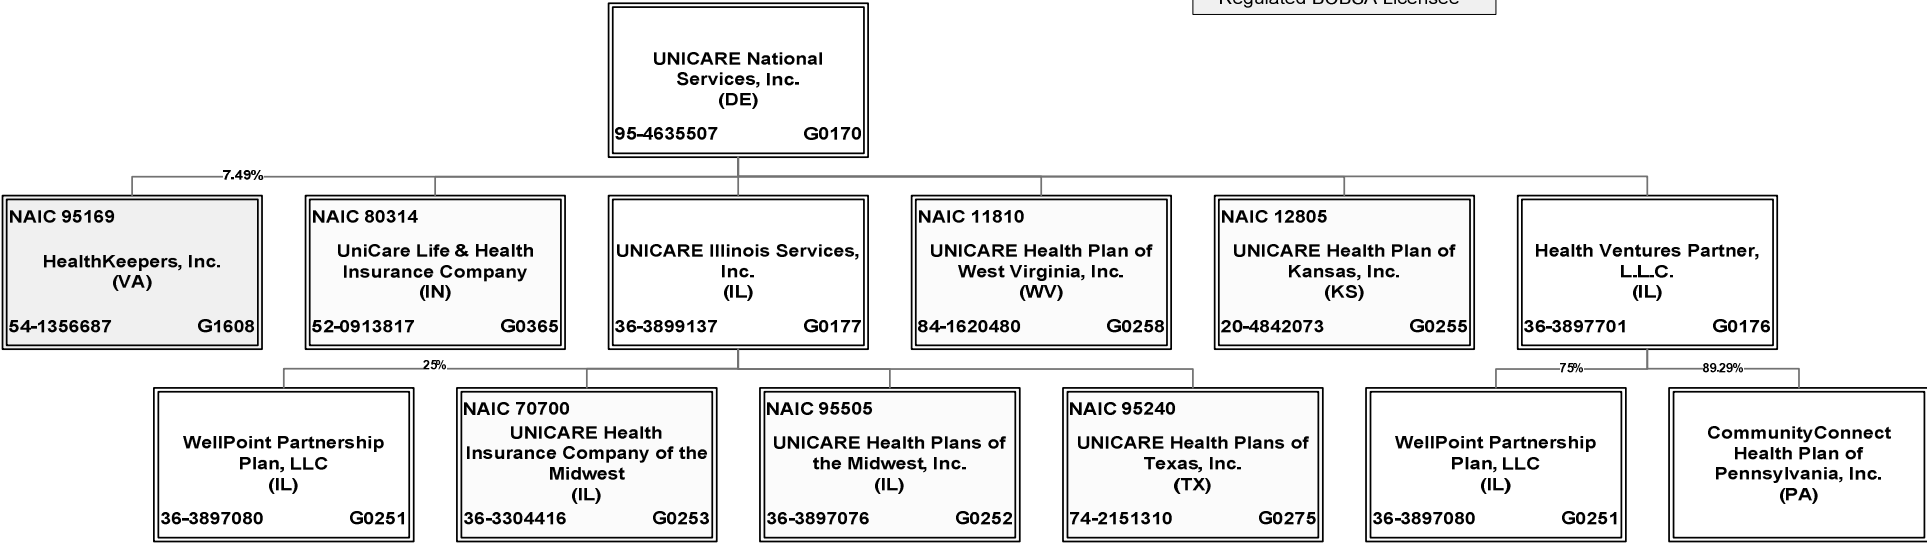 Regulated BCBSA Licensee
UNICARE National
Services, Inc.
(DE)
95-4635507 G0170
7.49%
NAIC 95169
HealthKeepers, Inc.
(VA)
54-1356687 G1608
NAIC 80314
UniCare Life & Health
Insurance Company
(IN)
52-0913817 G0365
UNICARE Illinois Services,
Inc.
(IL)
36-3899137 G0177
NAIC 11810
UNICARE Health Plan of
West Virginia, Inc.
(WV)
84-1620480 G0258
NAIC 12805
UNICARE Health Plan of
Kansas, Inc.
(KS)
20-4842073 G0255
Health Ventures Partner,
L.L.C.
(IL)
36-3897701 G0176
25%
75%
89.29%
WellPoint Partnership
Plan, LLC
(IL)
36-3897080 G0251
NAIC 70700
UNICARE Health
Insurance Company of the
Midwest
(IL)
36-3304416 G0253
NAIC 95505
UNICARE Health Plans of
the Midwest, Inc.
(IL)
36-3897076 G0252
NAIC 95240
UNICARE Health Plans of
Texas, Inc.
(TX)
74-2151310 G0275
WellPoint Partnership
Plan, LLC
(IL)
36-3897080 G0251
CommunityConnect
Health Plan of
Pennsylvania, Inc.
(PA)